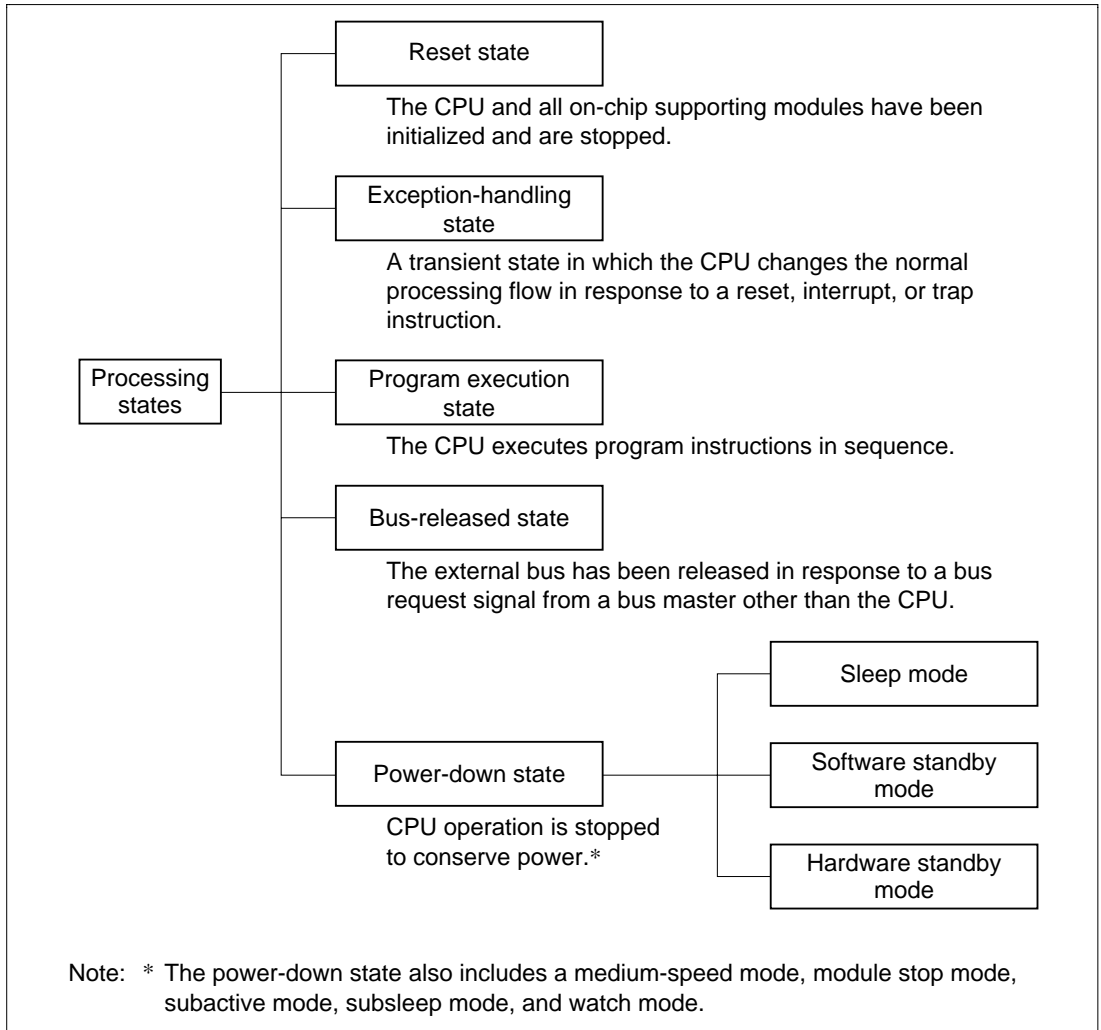 Reset state
The CPU and all on-chip supporting modules have been
initialized and are stopped.
Exception-handling
state
A transient state in which the CPU changes the normal
processing flow in response to a reset, interrupt, or trap
instruction.
Processing
states
Program execution
state
The CPU executes program instructions in sequence.
Bus-released state
The external bus has been released in response to a bus
request signal from a bus master other than the CPU.
Sleep mode
Power-down state
CPU operation is stopped
to conserve power.*
Software standby
mode
Hardware standby
mode
Note: * The power-down state also includes a medium-speed mode, module stop mode,
subactive mode, subsleep mode, and watch mode.